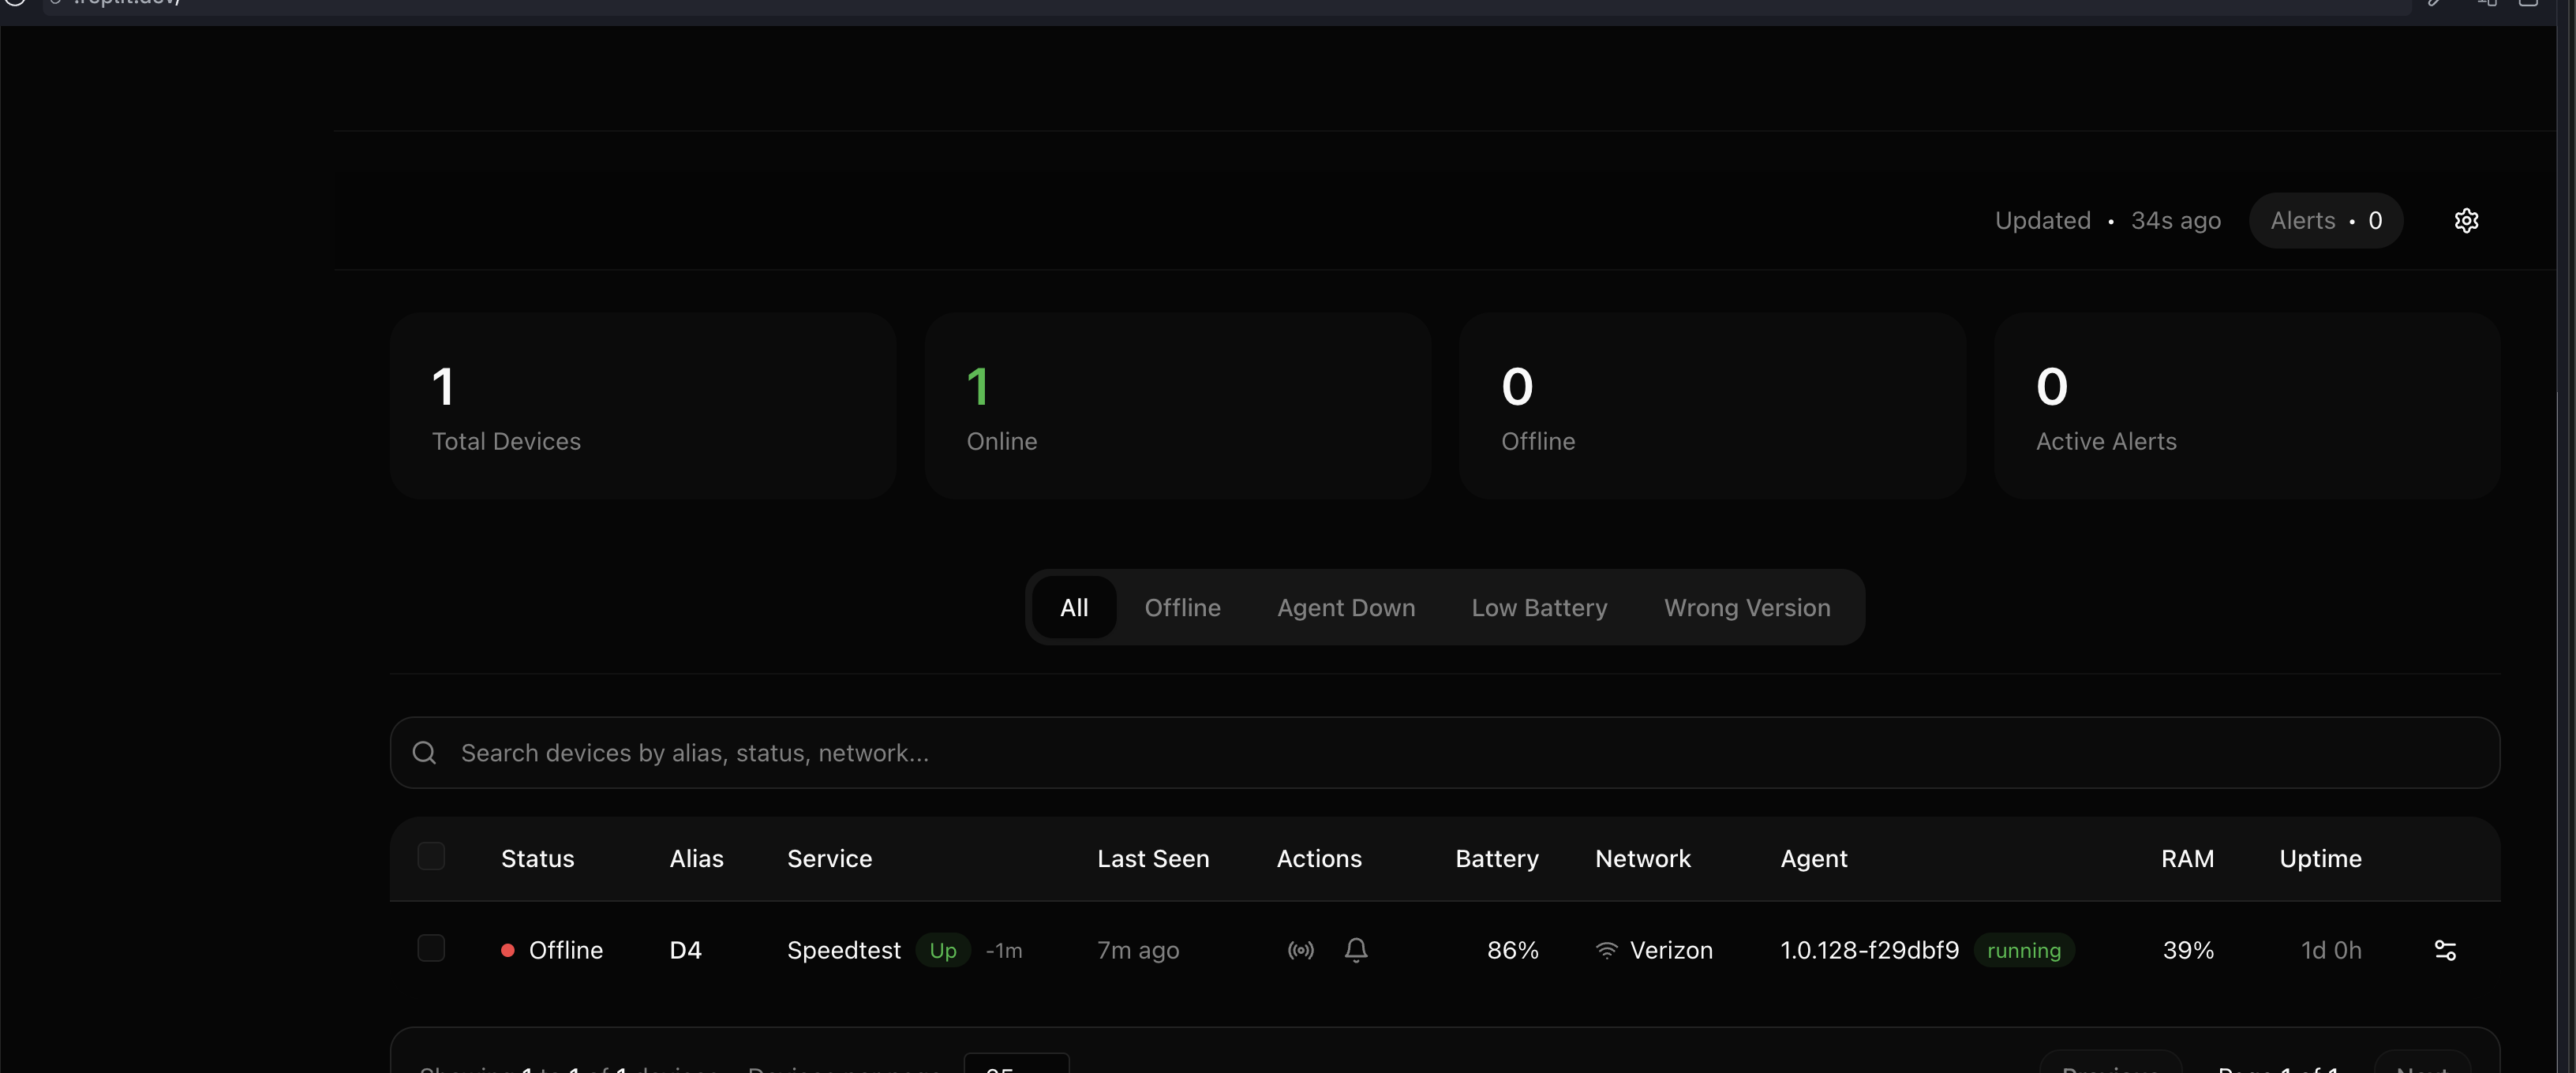 Updated • 34s ago Alerts • 0
1
Total Devices
1
Online
0
Offline
0
Active Alerts
All Offline Agent Down Low Battery Wrong Version
Search devices by alias, status, network...
Status Alias Service Last Seen Actions Battery Network Agent RAM Uptime
Offline D4 Speedtest Up -1m 7m ago 86% Verizon 1.0.128-f29dbf9 running 39% 1d 0h